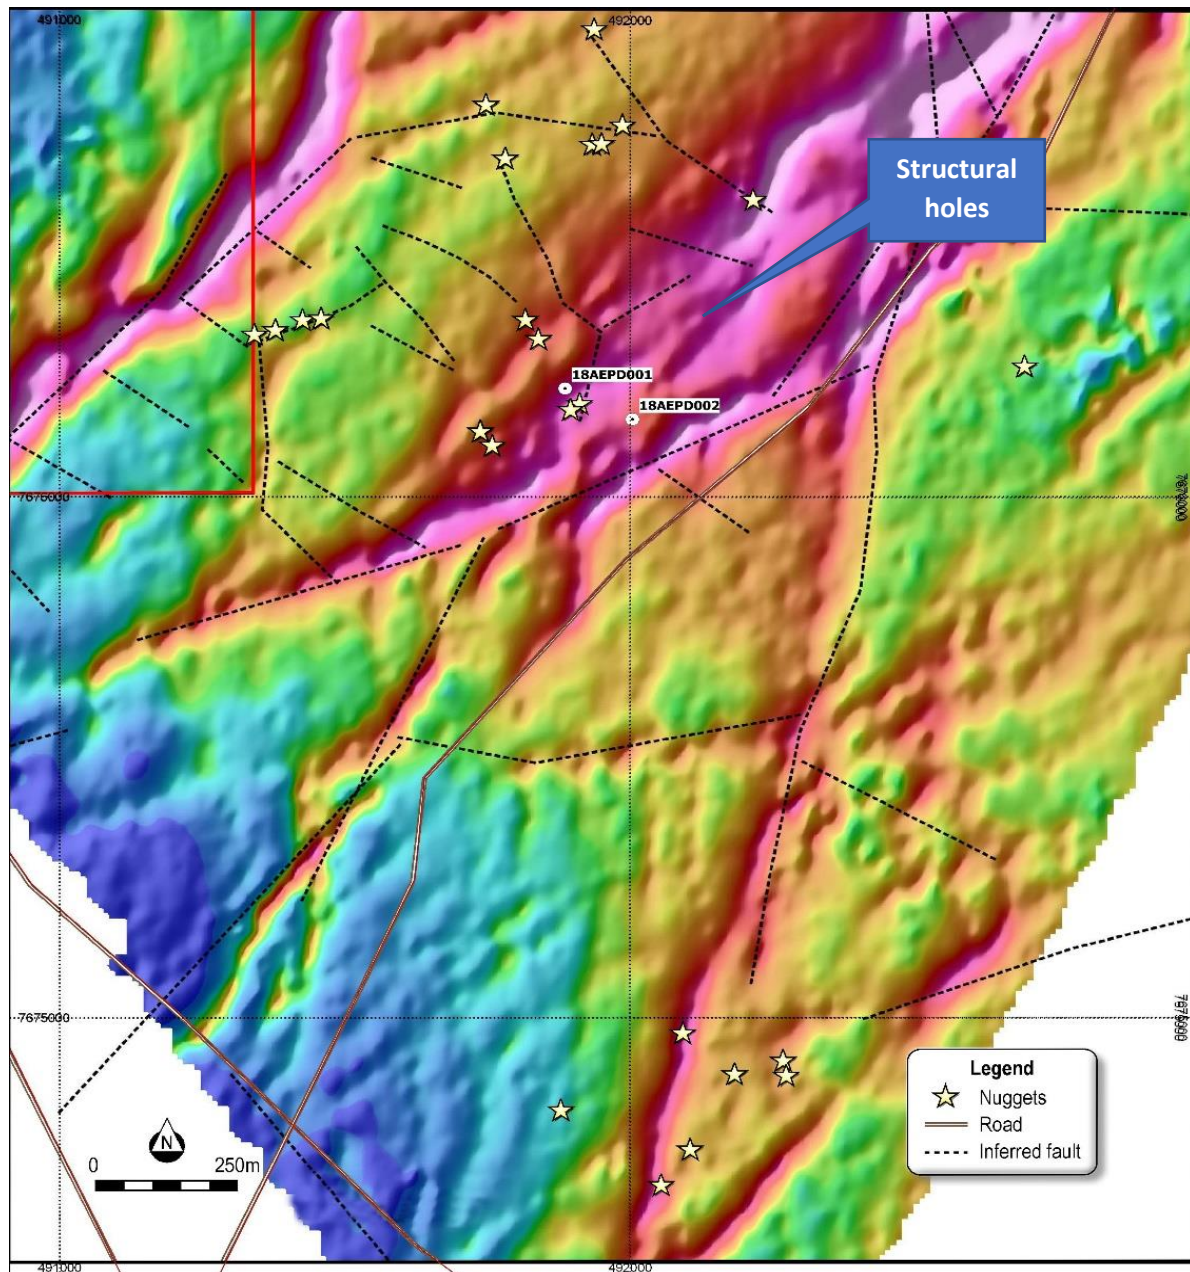 491000
492000
Structural
holes
18AEPD001
18AEPD002
7676000
7676000
7675000
7675000
Legend
Nuggets
Road
Inferred fault
N
0 250m
491000
492000